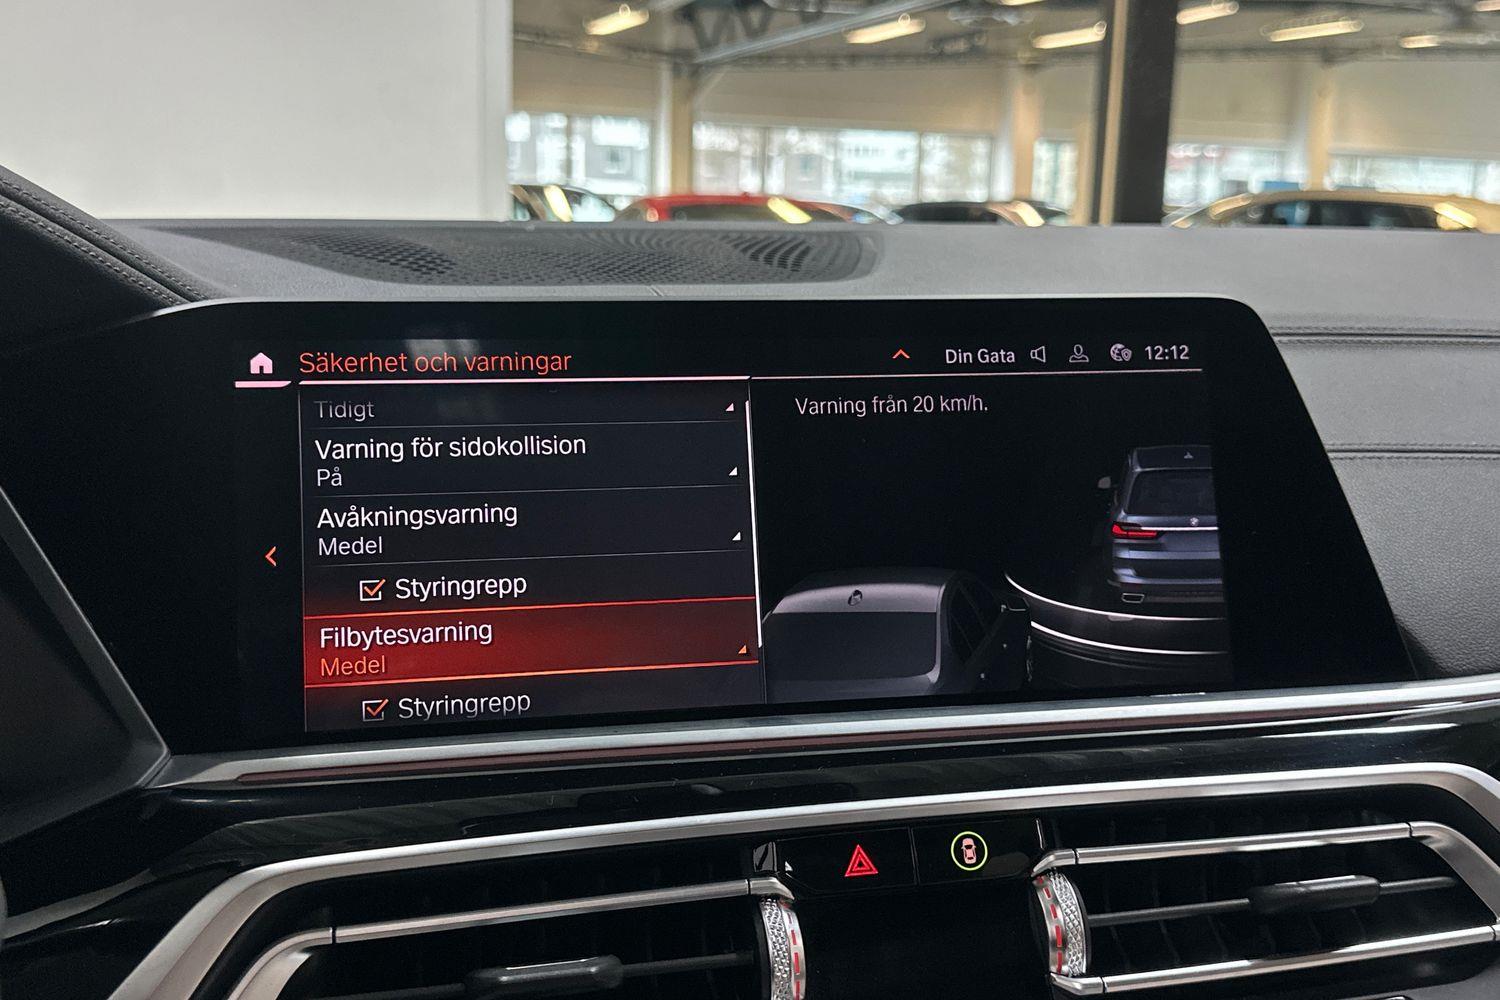 Säkerhet och varningar
Din Gata
12:12
Tidigt
Varning för sidokollision
På
Avåkningsvarning
Medel
Styringrepp
Filbytesvarning
Medel
Styringrepp
Varning från 20 km/h.